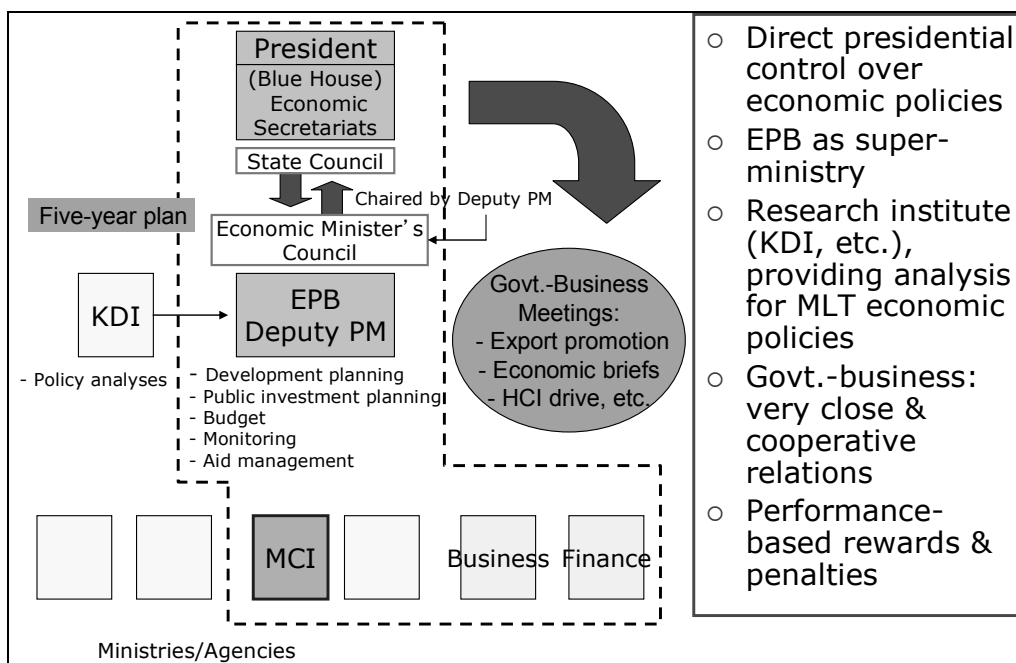 President
(Blue House)
Economic
Secretariats
State Council
Chaired by Deputy PM
Five-year plan
Economic Minister's
Council
KDI
EPB
Deputy PM
- Policy analyses
- Development planning
- Public investment planning
- Budget
- Monitoring
- Aid management
Govt.-Business
Meetings:
- Export promotion
- Economic briefs
- HCI drive, etc.
MCI
Business
Finance
Ministries/Agencies
○ Direct presidential
control over
economic policies
○ EPB as super-
ministry
○ Research institute
(KDI, etc.),
providing analysis
for MLT economic
policies
○ Govt.-business:
very close &
cooperative
relations
○ Performance-
based rewards &
penalties